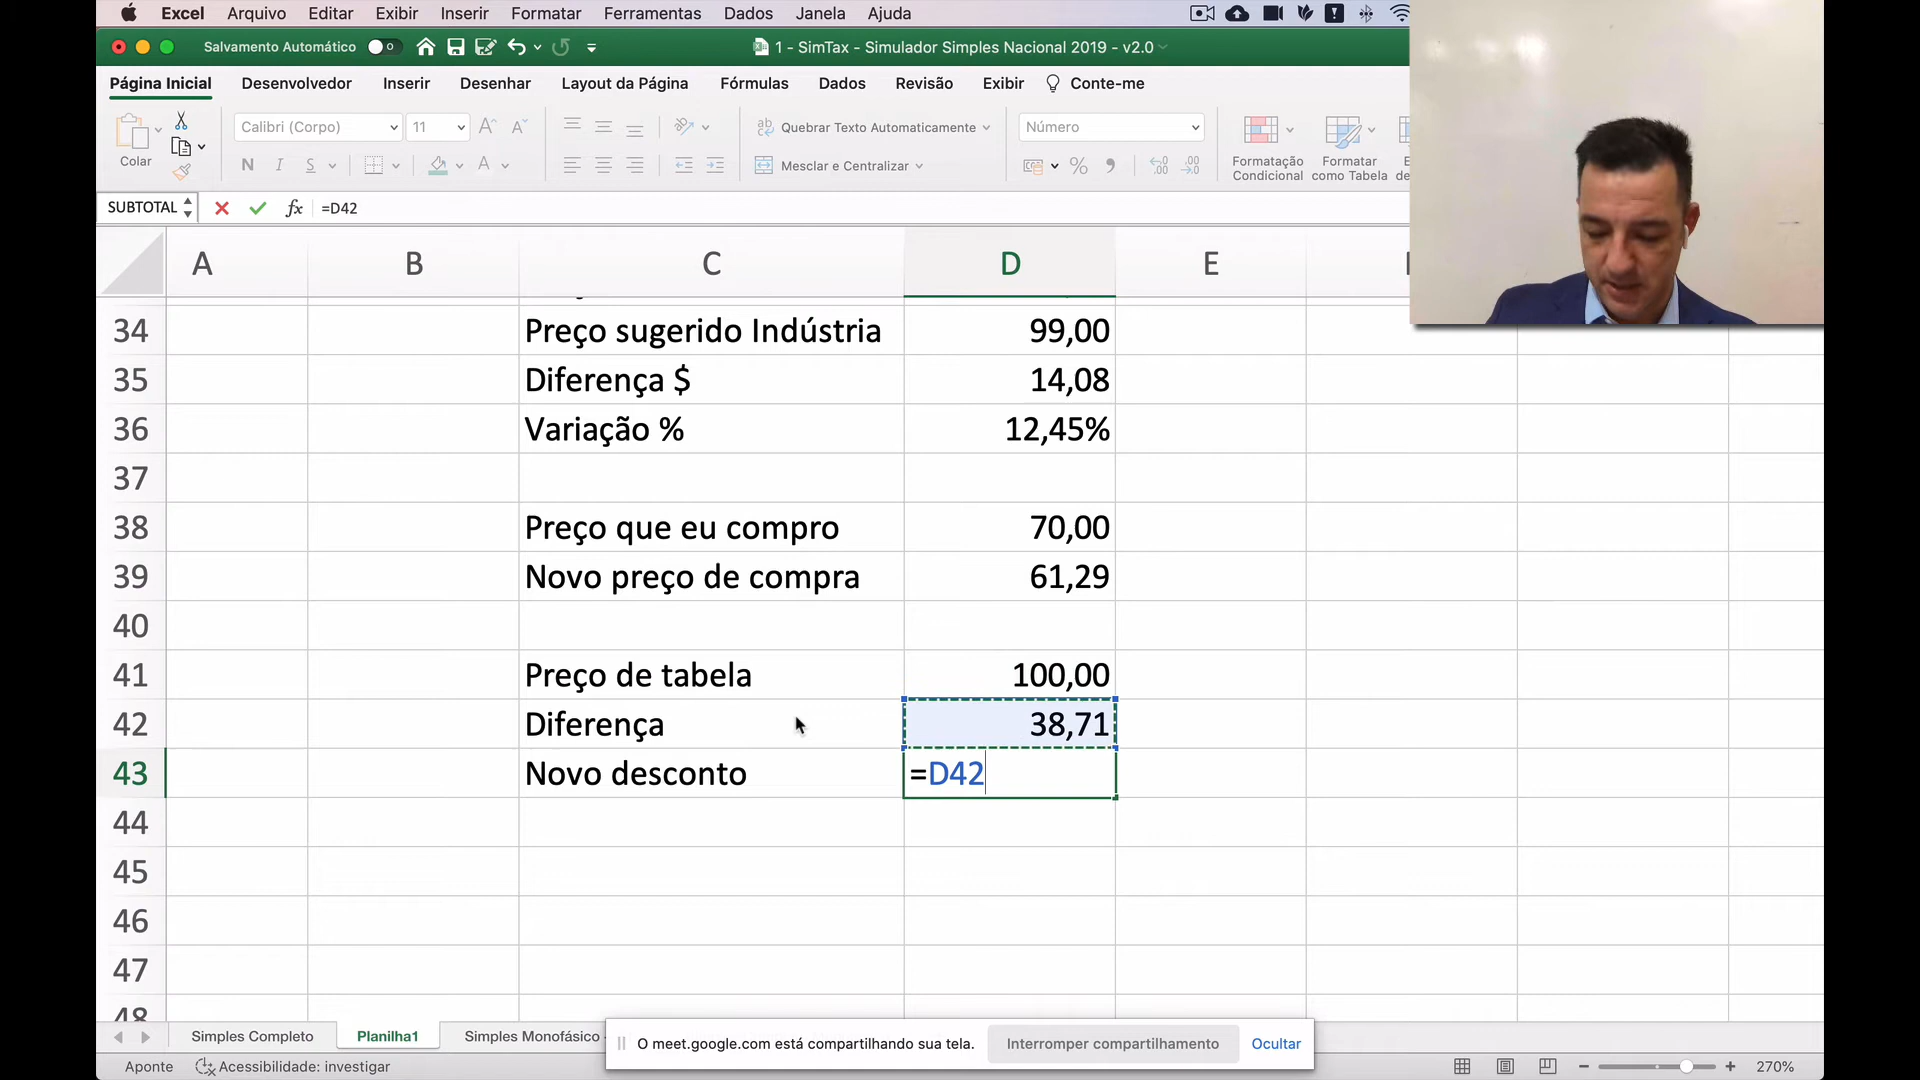 Excel Arquivo Editar Exibir Inserir Formatar Ferramentas Dados Janela Ajuda
Salvamento Automático
1 - SimTax - Simulador Simples Nacional 2019 - v2.0
Página Inicial Desenvolvedor Inserir Desenhar Layout da Página Fórmulas Dados Revisão Exibir Conte-me
Colar
Calibri (Corpo) 11
Quebrar Texto Automaticamente
Número
N I S
Mesclar e Centralizar
Formatação Condicional
Formatar como Tabela
SUBTOTAL fx =D42
A B C D E
34 Preço sugerido Indústria 99,00
35 Diferença $ 14,08
36 Variação % 12,45%
37
38 Preço que eu compro 70,00
39 Novo preço de compra 61,29
40
41 Preço de tabela 100,00
42 Diferença 38,71
43 Novo desconto =D42
44
45
46
47
48
Simples Completo Planilha1 Simples Monofásico
O meet.google.com está compartilhando sua tela. Interromper compartilhamento Ocultar
Aponte Acessibilidade: investigar 270%